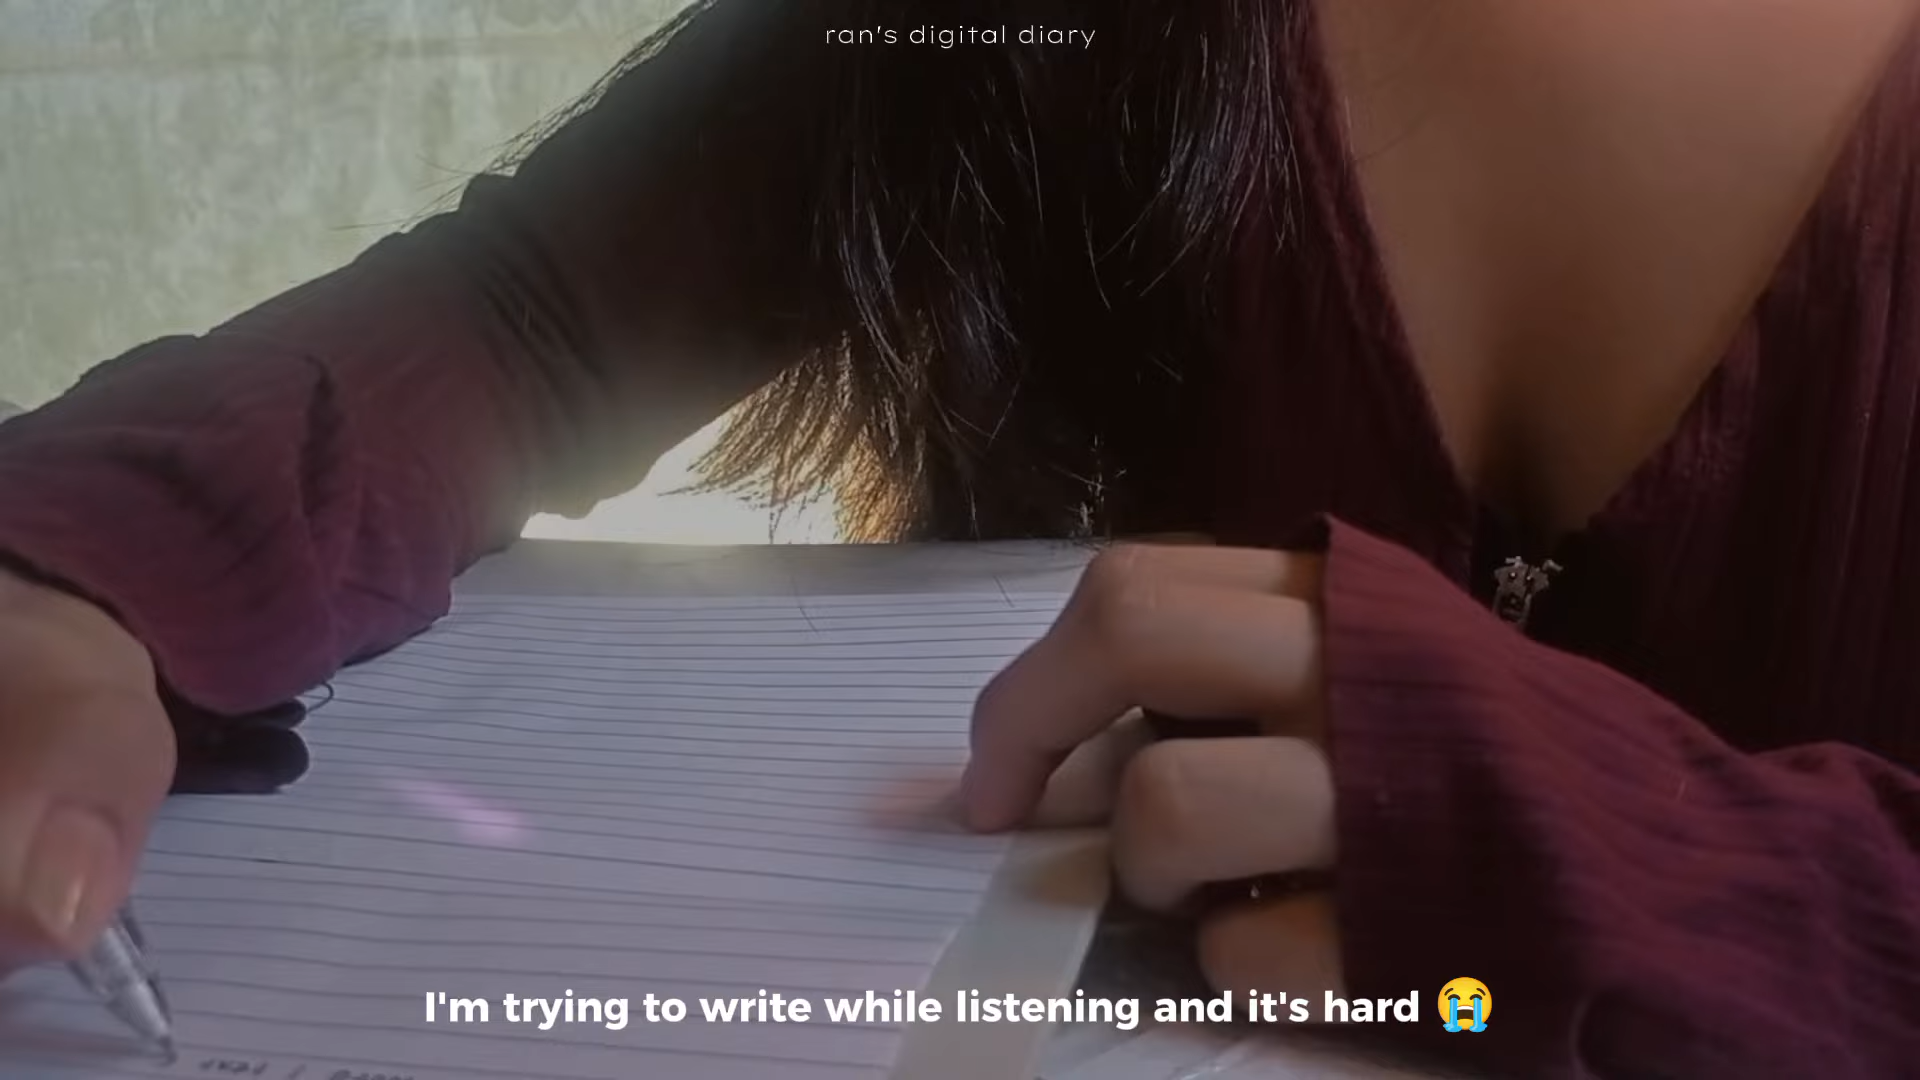 ran's digital diary
I'm trying to write while listening and it's hard 😭